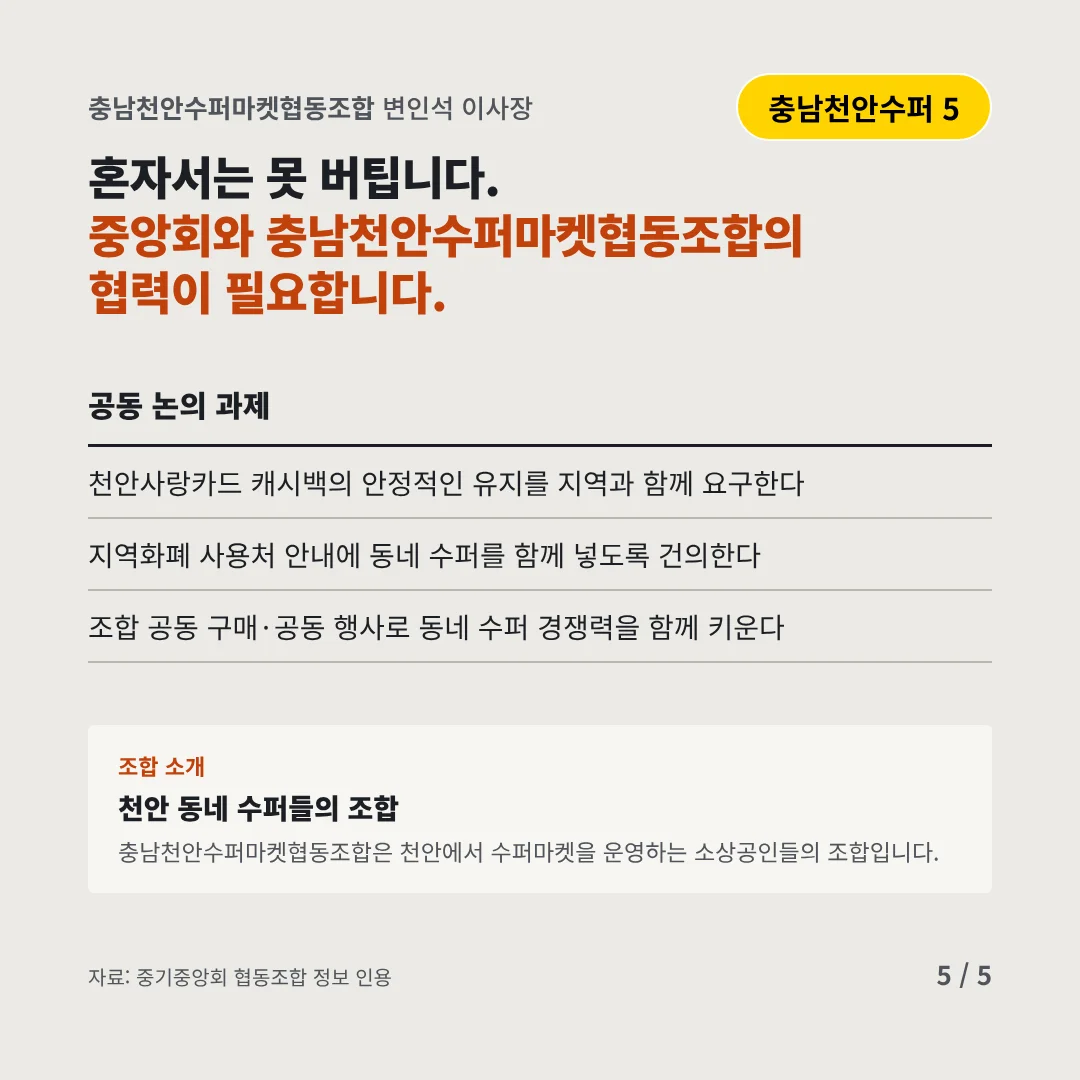 충남천안수퍼마켓협동조합 변인석 이사장
충남천안수퍼 5
혼자서는 못 버팁니다.
중앙회와 충남천안수퍼마켓협동조합의
협력이 필요합니다.
공동 논의 과제
천안사랑카드 캐시백의 안정적인 유지를 지역과 함께 요구한다
지역화폐 사용처 안내에 동네 수퍼를 함께 넣도록 건의한다
조합 공동 구매·공동 행사로 동네 수퍼 경쟁력을 함께 키운다
조합 소개
천안 동네 수퍼들의 조합
충남천안수퍼마켓협동조합은 천안에서 수퍼마켓을 운영하는 소상공인들의 조합입니다.
자료: 중기중앙회 협동조합 정보 인용
5 / 5